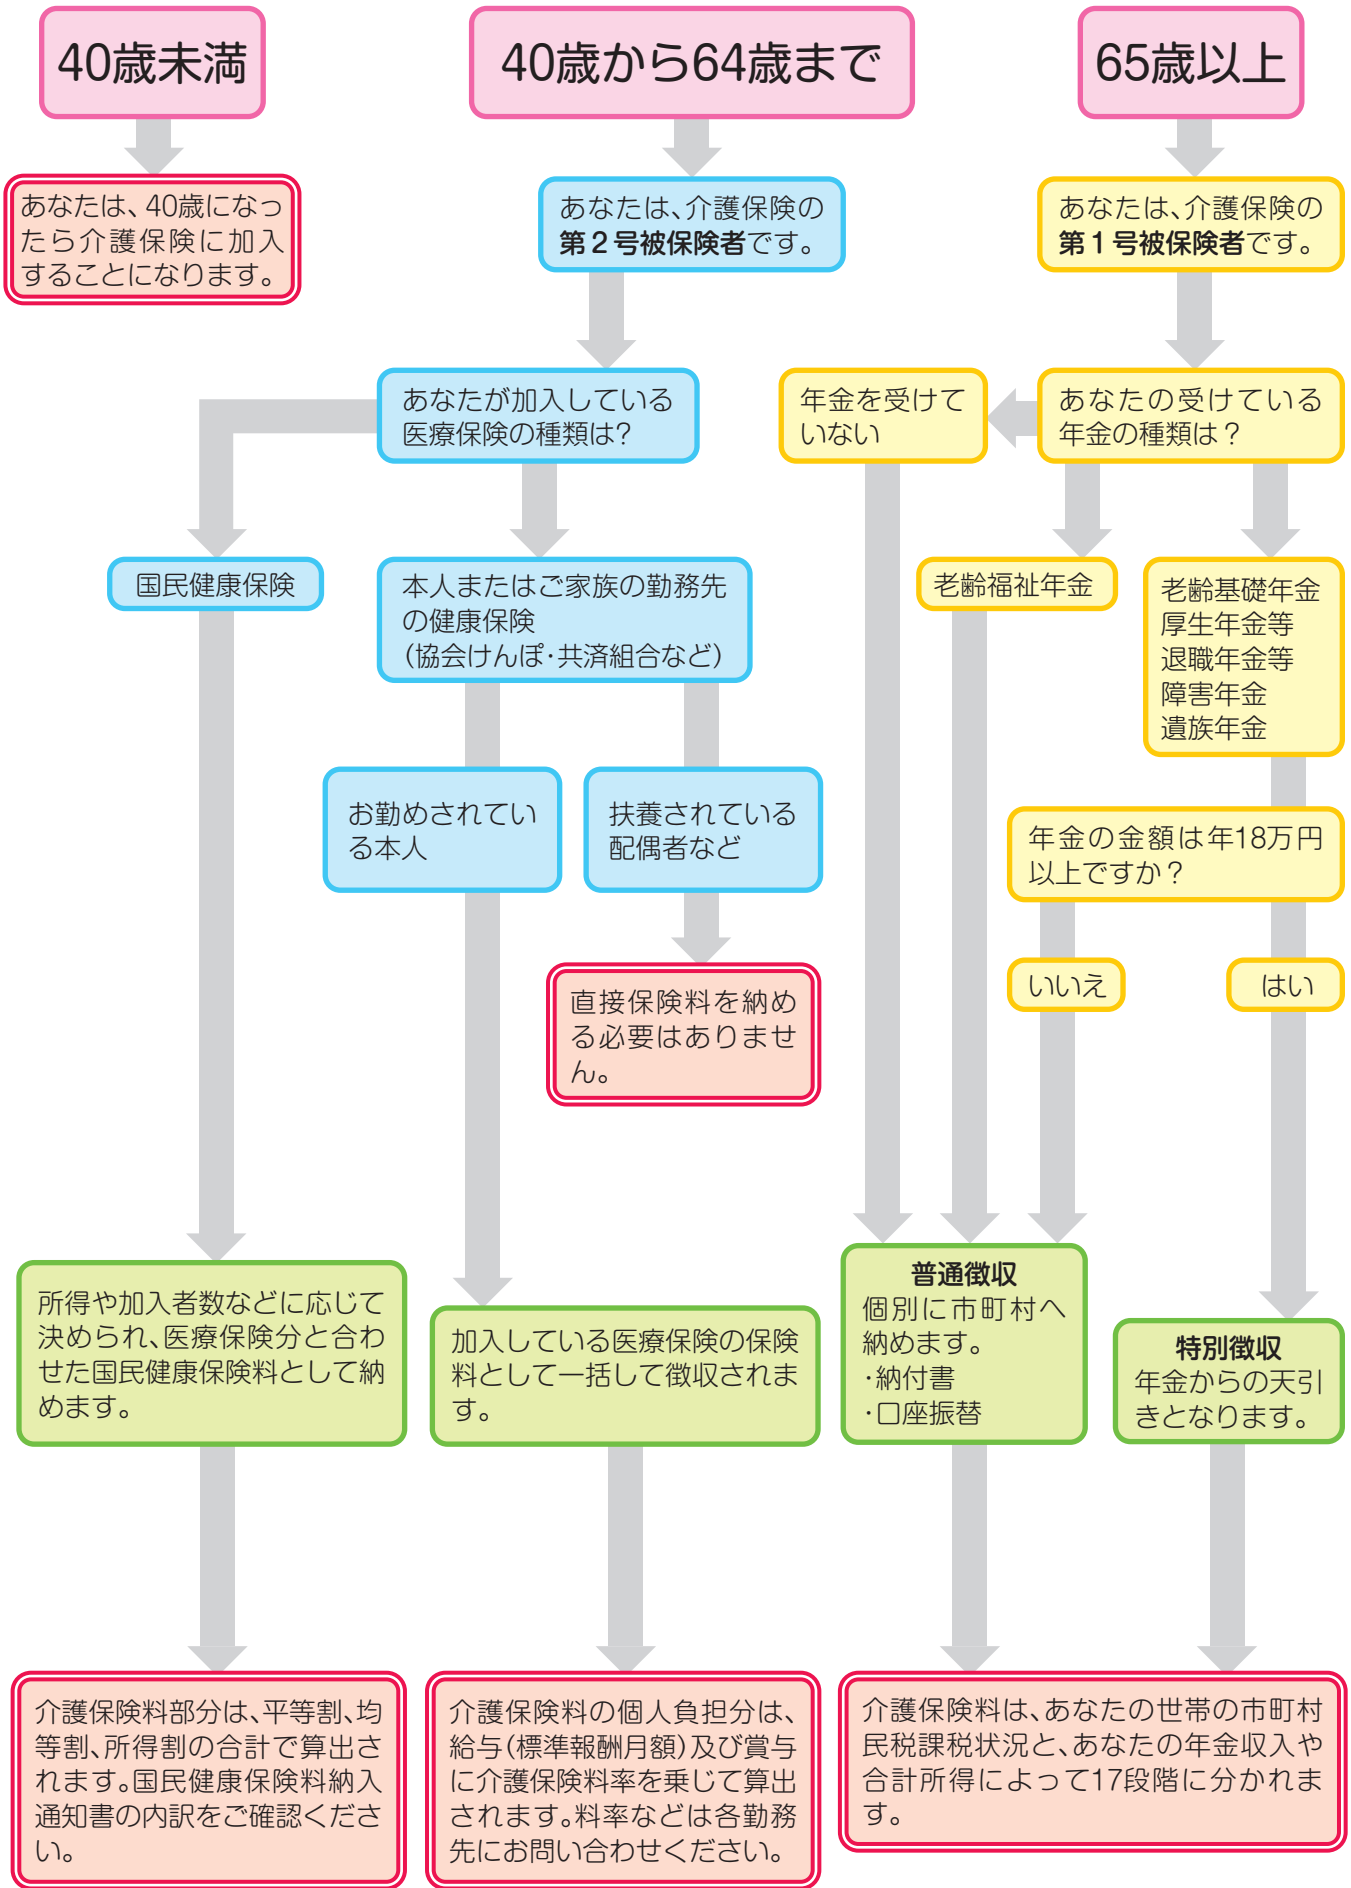 40歳未満
40歳から64歳まで
65歳以上
あなたは、40歳になっ
たら介護保険に加入
することになります。
あなたは、介護保険の
第２号被保険者です。
あなたは、介護保険の
第１号被保険者です。
あなたが加入している
医療保険の種類は？
年金を受けて
いない
あなたの受けている
年金の種類は？
国民健康保険
本人またはご家族の勤務先
の健康保険
（協会けんぽ・共済組合など）
老齢福祉年金
老齢基礎年金
厚生年金等
退職年金等
障害年金
遺族年金
お勤めされてい
る本人
扶養されている
配偶者など
年金の金額は年18万円
以上ですか？
直接保険料を納め
る必要はありませ
ん。
いいえ
はい
所得や加入者数などに応じて
決められ、医療保険分と合わ
せた国民健康保険料として納
めます。
加入している医療保険の保険
料として一括して徴収されま
す。
普通徴収
個別に市町村へ
納めます。
・納付書
・口座振替
特別徴収
年金からの天引
きとなります。
介護保険料部分は、平等割、均
等割、所得割の合計で算出さ
れます。国民健康保険料納入
通知書の内訳をご確認くださ
い。
介護保険料の個人負担分は、
給与（標準報酬月額）及び賞与
に介護保険料率を乗じて算出
されます。料率などは各勤務
先にお問い合わせください。
介護保険料は、あなたの世帯の市町村
民税課税状況と、あなたの年金収入や
合計所得によって17段階に分かれま
す。